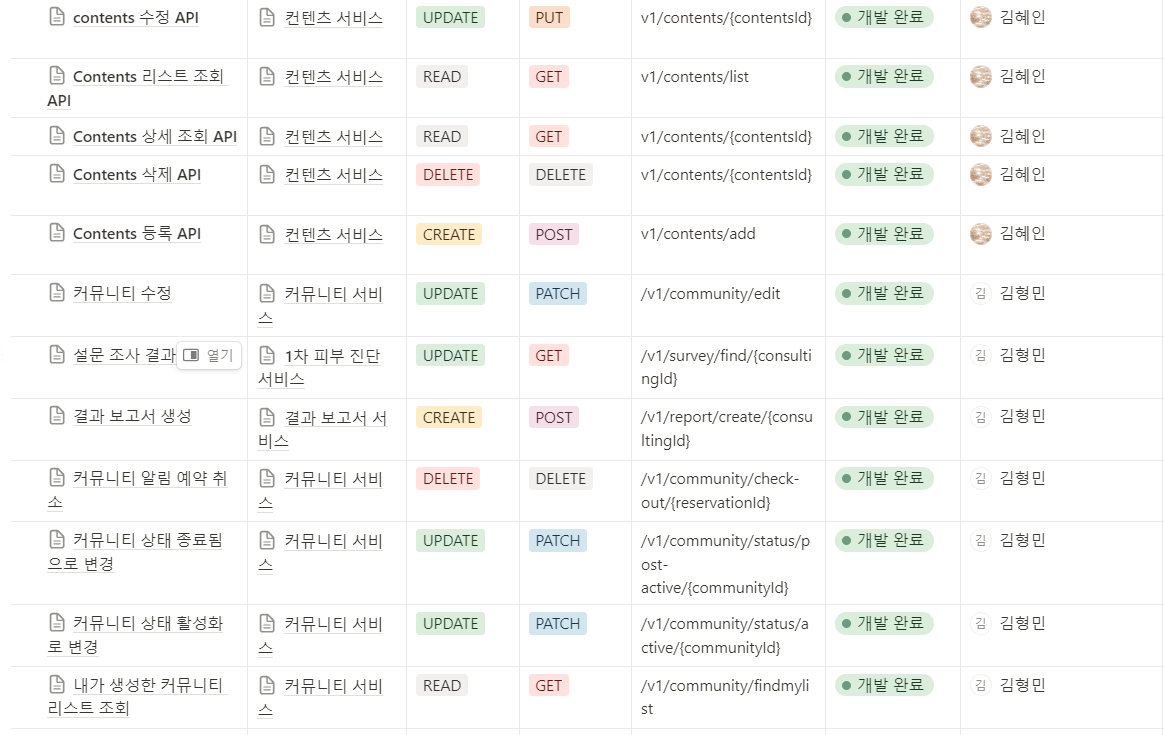 contents 수정 API 컨텐츠 서비스 UPDATE PUT v1/contents/{contentsId} 개발 완료 김혜인
Contents 리스트 조회 컨텐츠 서비스 READ GET v1/contents/list 개발 완료 김혜인
API
Contents 상세 조회 API 컨텐츠 서비스 READ GET v1/contents/{contentsId} 개발 완료 김혜인
Contents 삭제 API 컨텐츠 서비스 DELETE DELETE v1/contents/{contentsId} 개발 완료 김혜인
Contents 등록 API 컨텐츠 서비스 CREATE POST v1/contents/add 개발 완료 김혜인
커뮤니티 수정 커뮤니티 서비 UPDATE PATCH /v1/community/edit 개발 완료 김 김형민
스
설문 조사 결과 열기 1차 피부 진단 UPDATE GET /v1/survey/find/{consulti 개발 완료 김 김형민
서비스 ngId}
결과 보고서 생성 결과 보고서 서 CREATE POST /v1/report/create/{consu 개발 완료 김 김형민
비스 ltingId}
커뮤니티 알림 예약 취 커뮤니티 서비 DELETE DELETE /v1/community/check- 개발 완료 김 김형민
소 스 out/{reservationId}
커뮤니티 상태 종료됨 커뮤니티 서비 UPDATE PATCH /v1/community/status/p 개발 완료 김 김형민
으로 변경 스 ost-
active/{communityId}
커뮤니티 상태 활성화 커뮤니티 서비 UPDATE PATCH /v1/community/status/a 개발 완료 김 김형민
로 변경 스 ctive/{communityId}
내가 생성한 커뮤니티 커뮤니티 서비 READ GET /v1/community/findmyli 개발 완료 김 김형민
리스트 조회 스 st